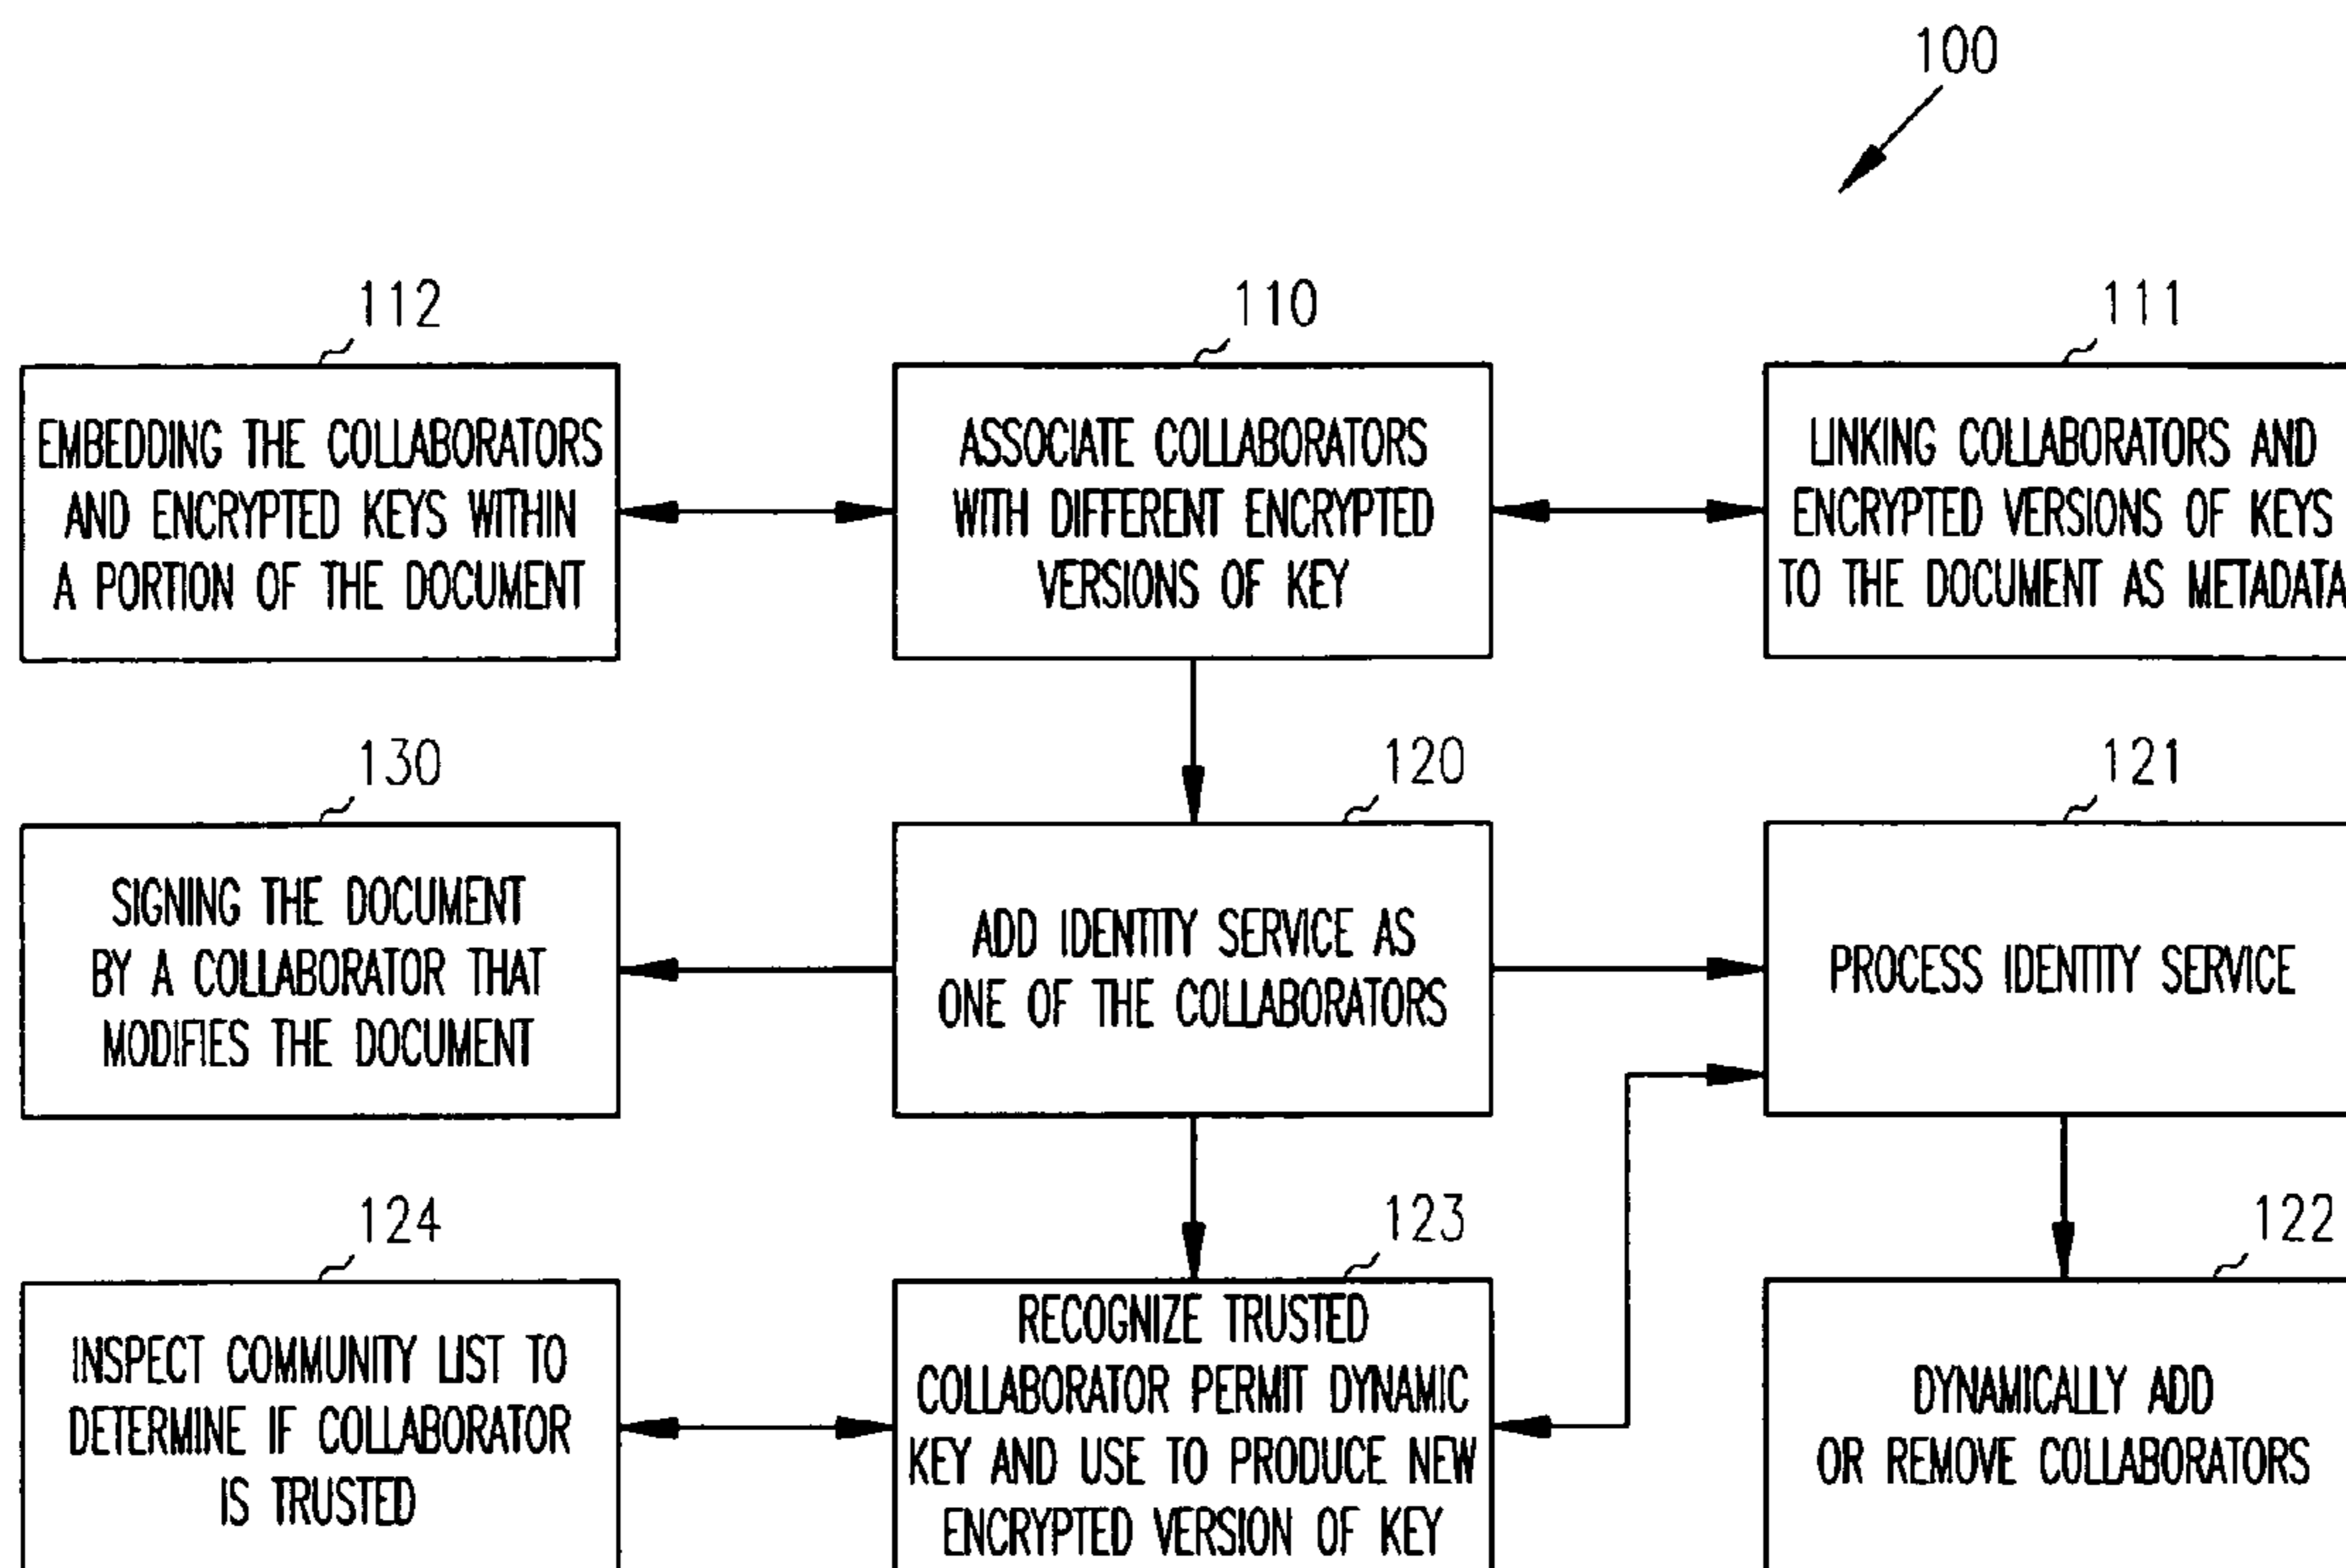 100
112
EMBEDDING THE COLLABORATORS
AND ENCRYPTED KEYS WITHIN
A PORTION OF THE DOCUMENT
110
ASSOCIATE COLLABORATORS
WITH DIFFERENT ENCRYPTED
VERSIONS OF KEY
111
LINKING COLLABORATORS AND
ENCRYPTED VERSIONS OF KEYS
TO THE DOCUMENT AS METADATA
130
SIGNING THE DOCUMENT
BY A COLLABORATOR THAT
MODIFIES THE DOCUMENT
120
ADD IDENTITY SERVICE AS
ONE OF THE COLLABORATORS
121
PROCESS IDENTITY SERVICE
124
INSPECT COMMUNITY LIST TO
DETERMINE IF COLLABORATOR
IS TRUSTED
123
RECOGNIZE TRUSTED
COLLABORATOR PERMIT DYNAMIC
KEY AND USE TO PRODUCE NEW
ENCRYPTED VERSION OF KEY
122
DYNAMICALLY ADD
OR REMOVE COLLABORATORS